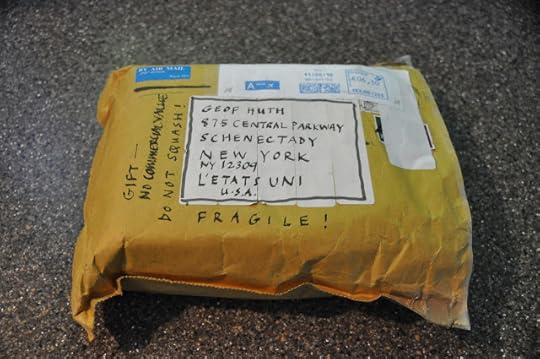 BY AIR MAIL
A
GEOF HUTH
875 CENTRAL PARKWAY
SCHENECTADY
NEW YORK
NY 12309
L'ETATS UNI
U.S.A.
FRAGILE!
GIFT —
NO COMMERCIAL VALUE
DO NOT SQUASH!